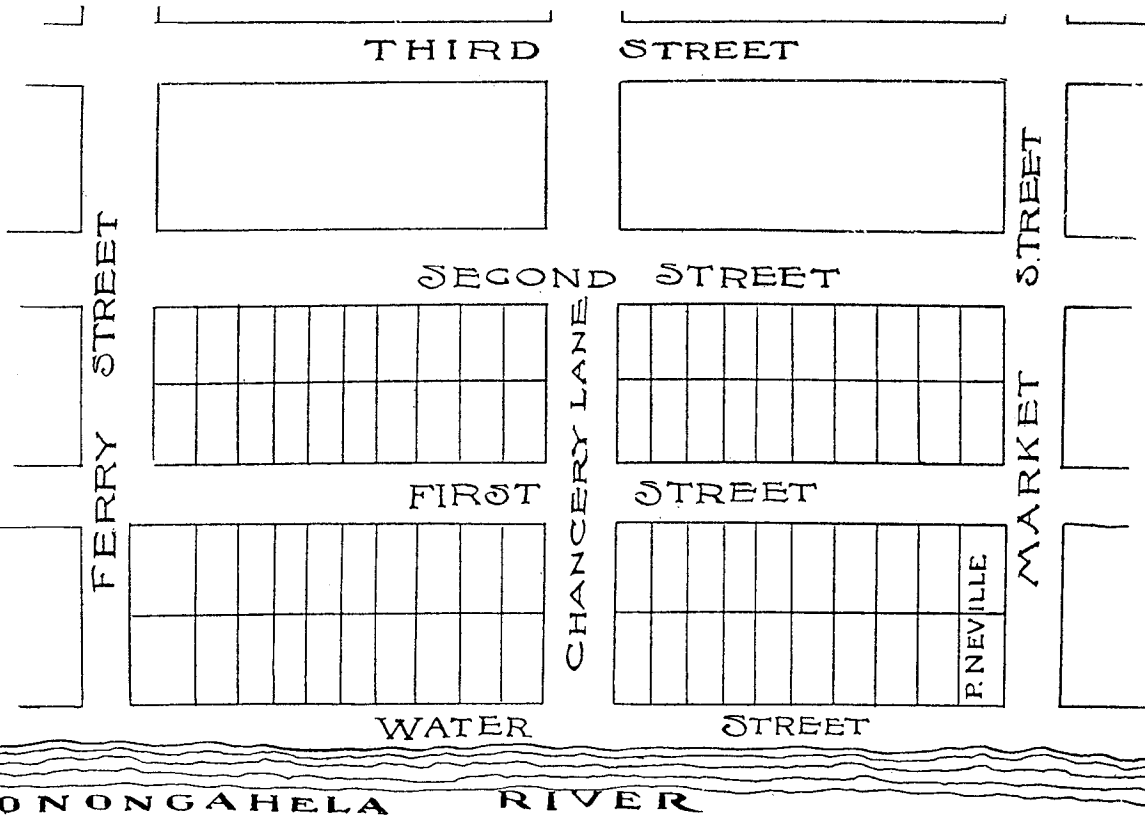 THIRD STREET
SECOND STREET
FERRY STREET
CHANCERY LANE
MARKET STREET
FIRST STREET
P. NEVILLE
WATER STREET
ONONGAHELA RIVER